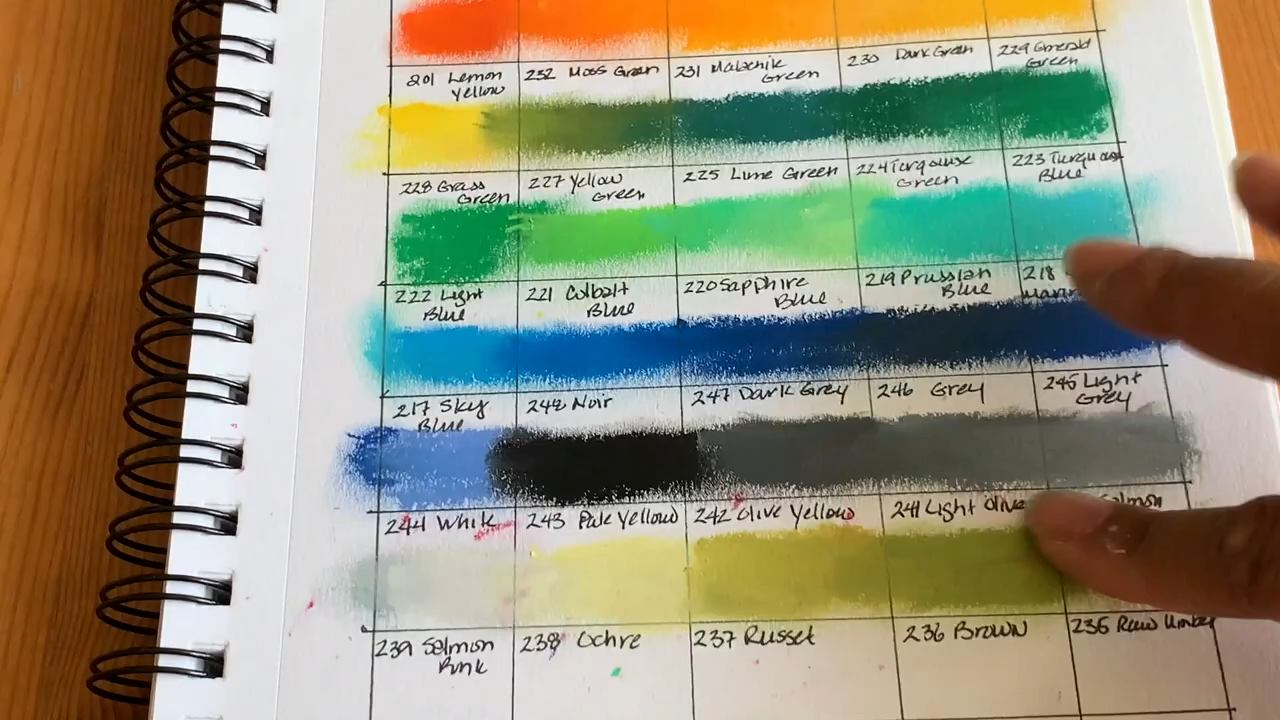 201 Lemon
Yellow
232 Moss Green
231 Malachik
Green
230 Dark Green
229 Emerald
Green
228 Grass
Green
227 Yellow
Green
225 Lime Green
224 Turqouse
Green
223 Turquoise
Blue
222 Light
Blue
221 Colbalt
Blue
220 Sapphire
Blue
219 Prussian
Blue
218
217 Sky
Blue
248 Noir
247 Dark Grey
246 Grey
245 Light
Grey
244 White
243 Pale Yellow
242 Olive Yellow
241 Light Olive
Salmon
239 Salmon
Pink
238 Ochre
237 Russet
236 Brown
235 Raw Umber